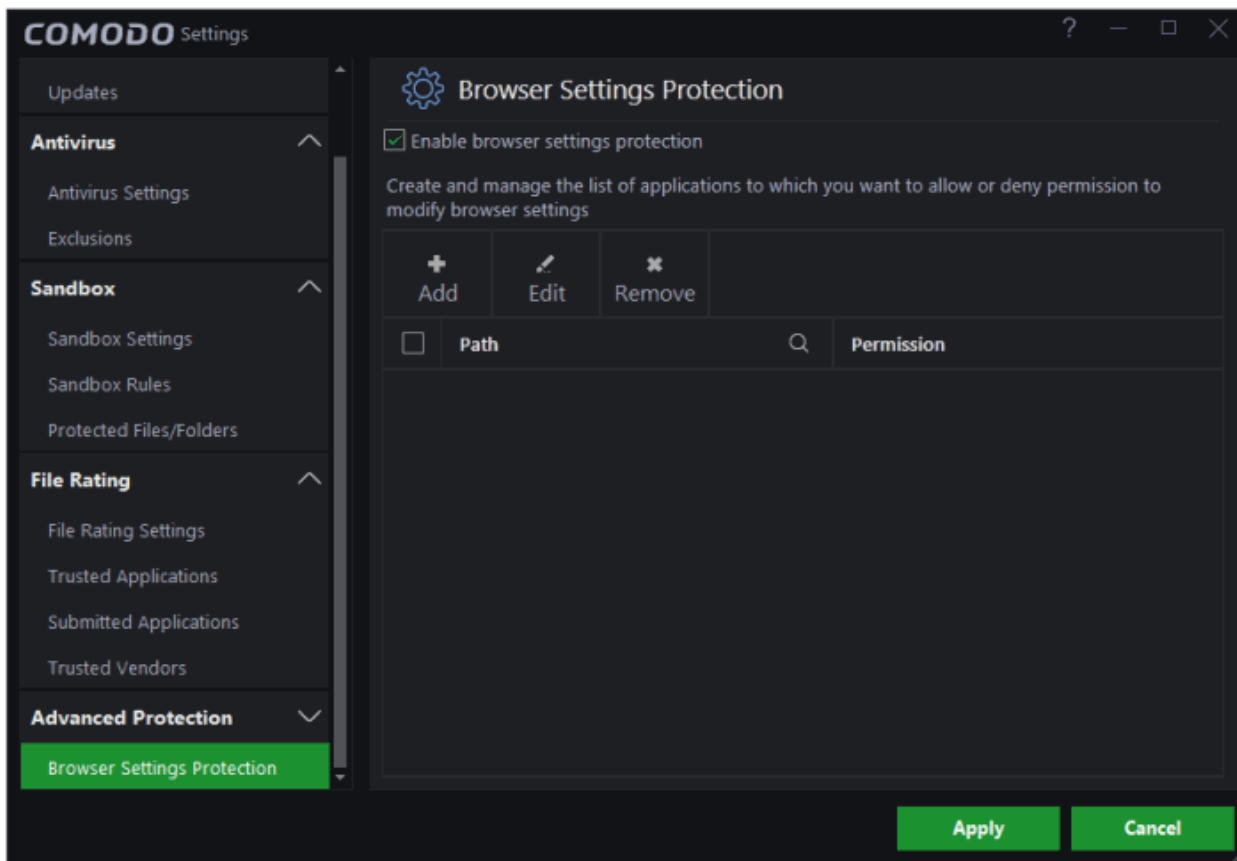 COMODO Settings
?
Updates
Antivirus
Antivirus Settings
Exclusions
Sandbox
Sandbox Settings
Sandbox Rules
Protected Files/Folders
File Rating
File Rating Settings
Trusted Applications
Submitted Applications
Trusted Vendors
Advanced Protection
Browser Settings Protection
Browser Settings Protection
Enable browser settings protection
Create and manage the list of applications to which you want to allow or deny permission to
modify browser settings
Add Edit Remove
Path Permission
Apply Cancel